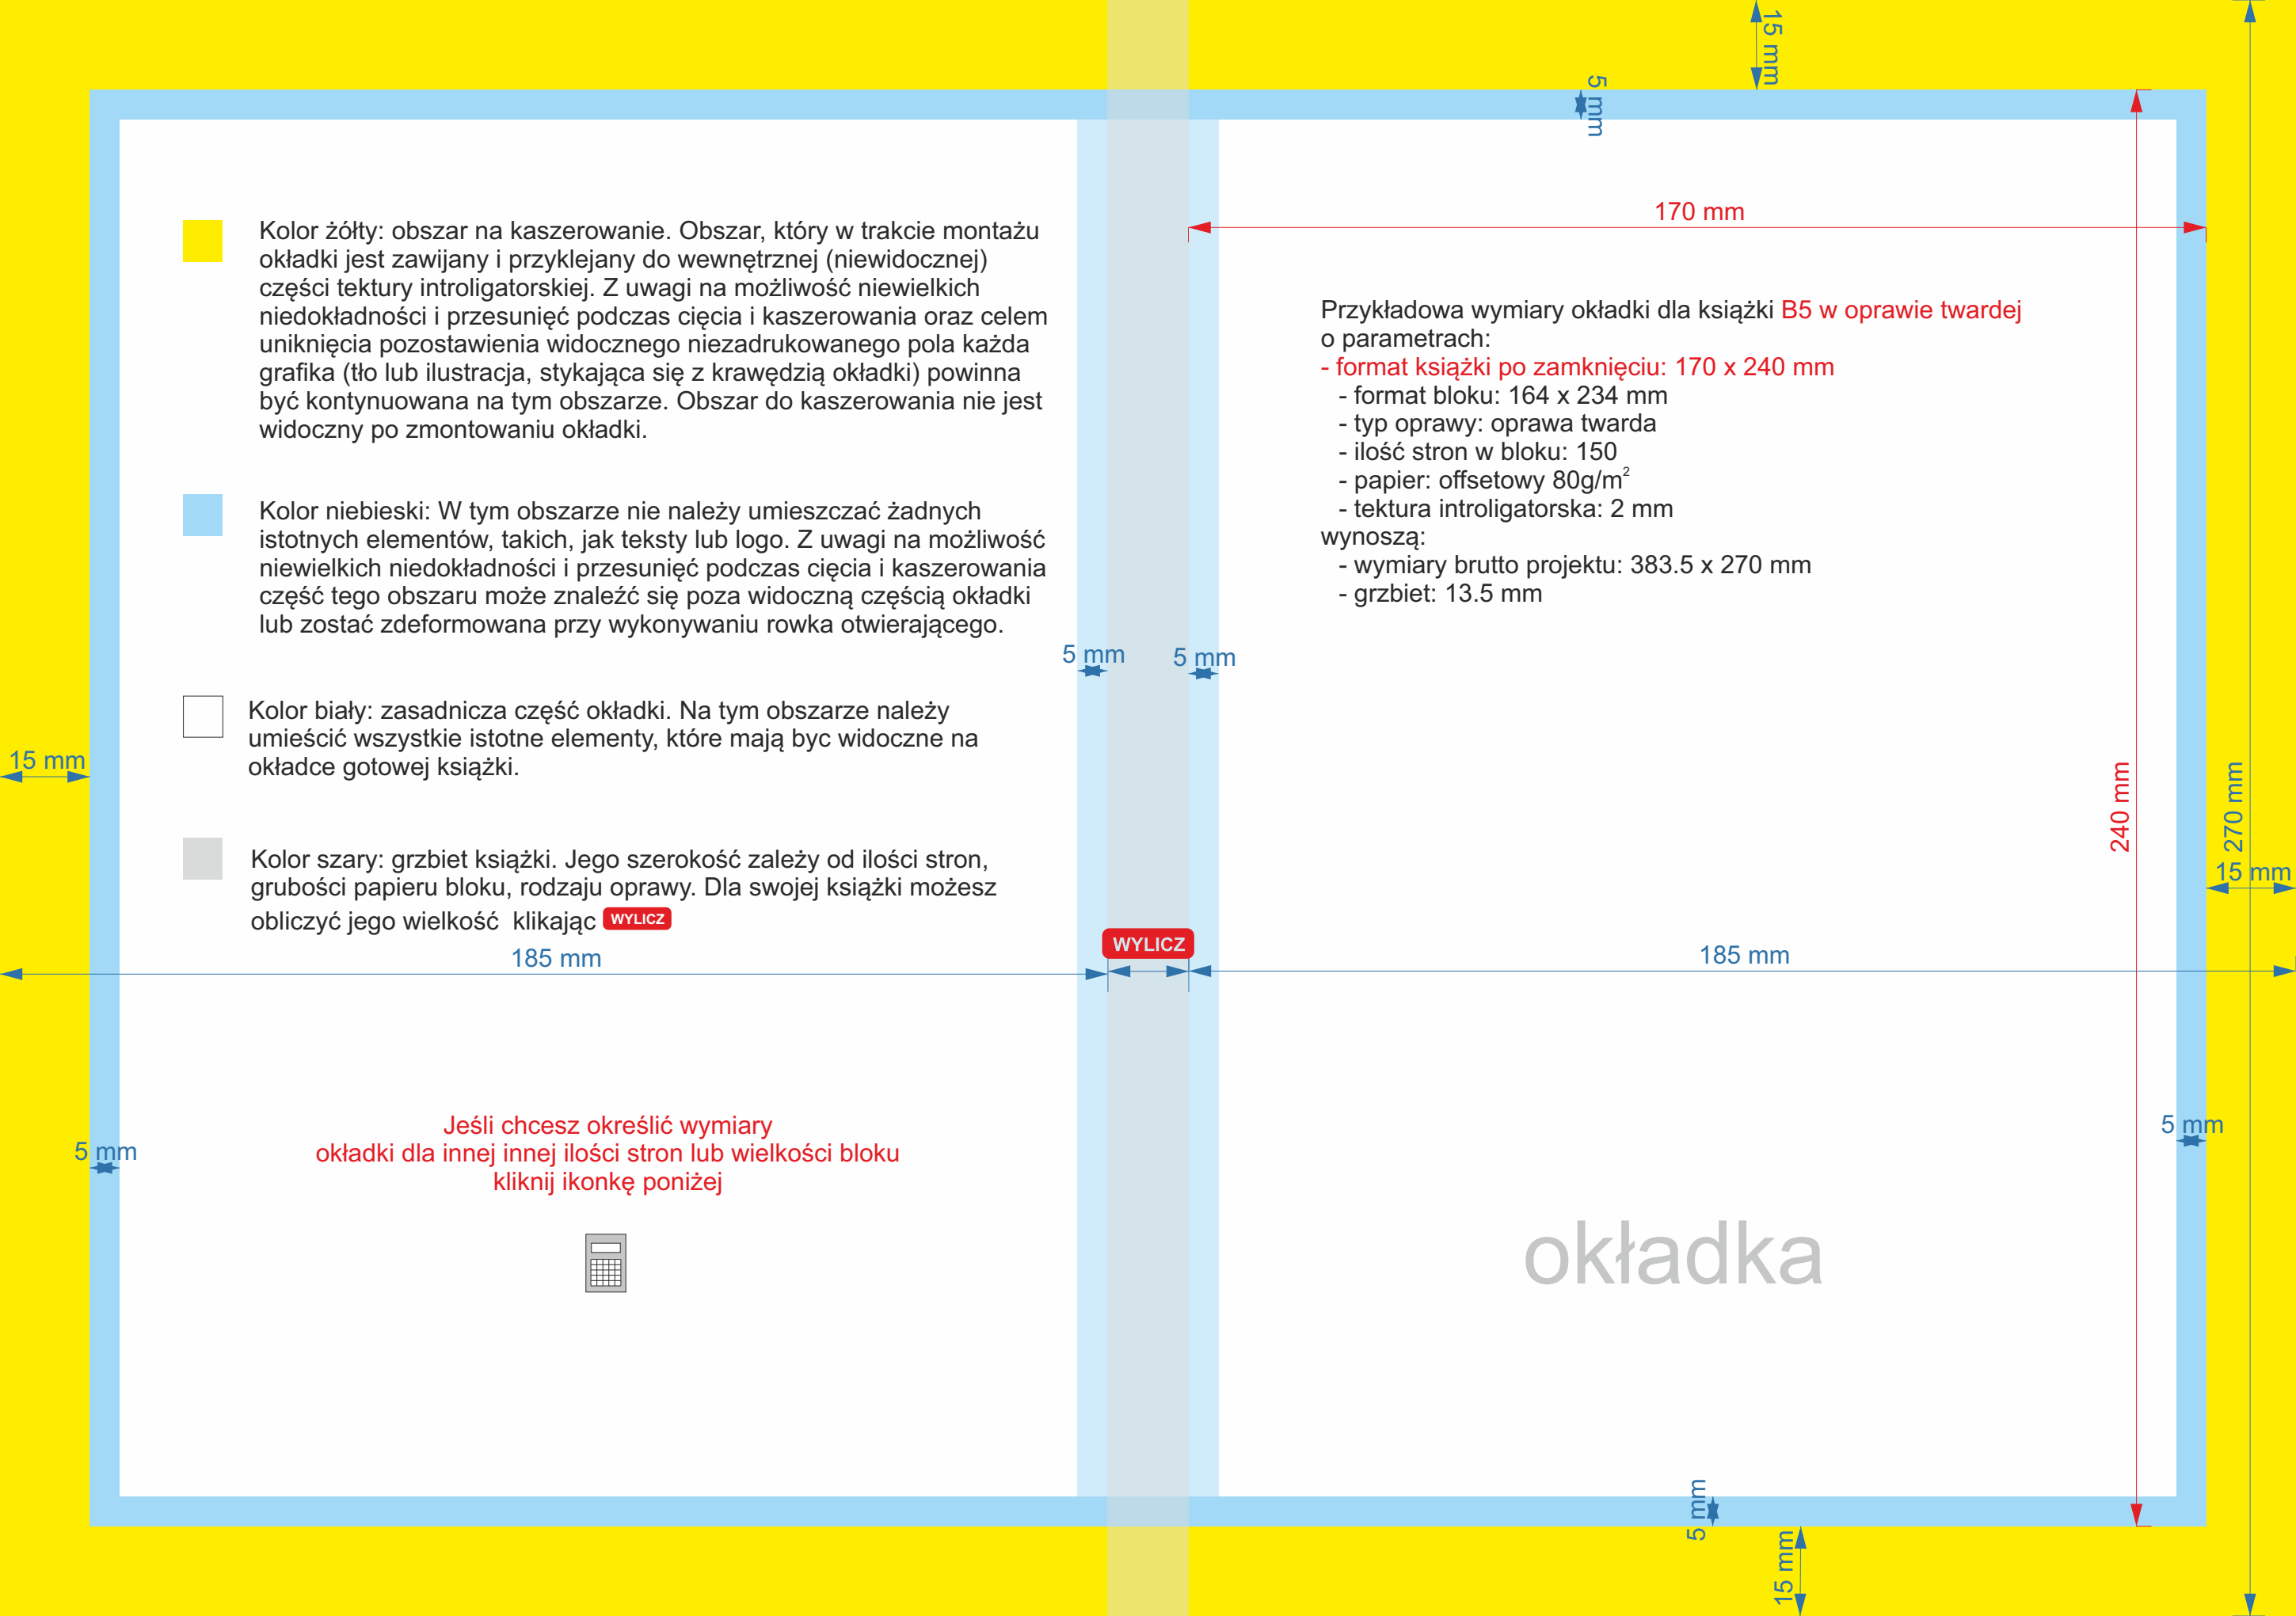 15 mm
5 mm
170 mm
Kolor żółty: obszar na kaszerowanie. Obszar, który w trakcie montażu
okładki jest zawijany i przyklejany do wewnętrznej (niewidocznej)
części tektury introligatorskiej. Z uwagi na możliwość niewielkich
niedokładności i przesunięć podczas cięcia i kaszerowania oraz celem
uniknięcia pozostawienia widocznego niezadrukowanego pola każda
grafika (tło lub ilustracja, stykająca się z krawędzią okładki) powinna
być kontynuowana na tym obszarze. Obszar do kaszerowania nie jest
widoczny po zmontowaniu okładki.
Kolor niebieski: W tym obszarze nie należy umieszczać żadnych
istotnych elementów, takich, jak teksty lub logo. Z uwagi na możliwość
niewielkich niedokładności i przesunięć podczas cięcia i kaszerowania
część tego obszaru może znaleźć się poza widoczną częścią okładki
lub zostać zdeformowana przy wykonywaniu rowka otwierającego.
Kolor biały: zasadnicza część okładki. Na tym obszarze należy
umieścić wszystkie istotne elementy, które mają byc widoczne na
okładce gotowej książki.
Kolor szary: grzbiet książki. Jego szerokość zależy od ilości stron,
grubości papieru bloku, rodzaju oprawy. Dla swojej książki możesz
obliczyć jego wielkość klikając WYLICZ
15 mm
185 mm
5 mm
Jeśli chcesz określić wymiary
okładki dla innej innej ilości stron lub wielkości bloku
kliknij ikonkę poniżej
5 mm
5 mm
WYLICZ
Przykładowa wymiary okładki dla książki B5 w oprawie twardej
o parametrach:
- format książki po zamknięciu: 170 x 240 mm
- format bloku: 164 x 234 mm
- typ oprawy: oprawa twarda
- ilość stron w bloku: 150
- papier: offsetowy 80g/m²
- tektura introligatorska: 2 mm
wynoszą:
- wymiary brutto projektu: 383.5 x 270 mm
- grzbiet: 13.5 mm
240 mm
270 mm
15 mm
185 mm
5 mm
okładka
5 mm
15 mm